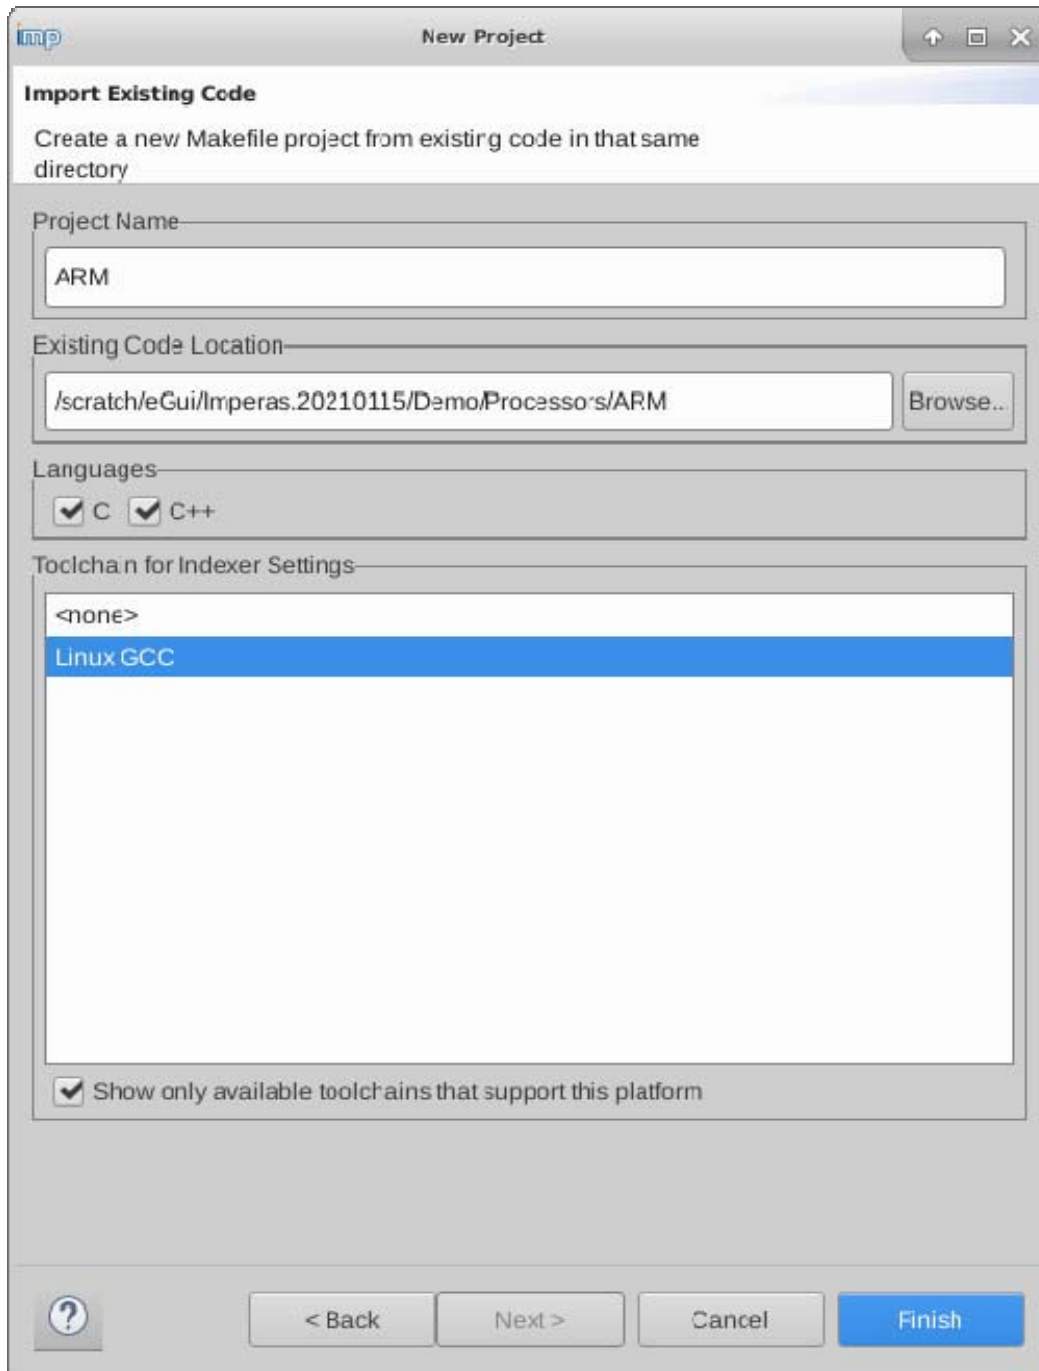 imp
New Project
Import Existing Code
Create a new Makefile project from existing code in that same
directory
Project Name
ARM
Existing Code Location
/scratch/eGui/Imperas.20210115/Demo/Processors/ARM
Browse...
Languages
C C++
Toolchain for Indexer Settings
<none>
Linux GCC
Show only available toolchains that support this platform
?
< Back
Next >
Cancel
Finish